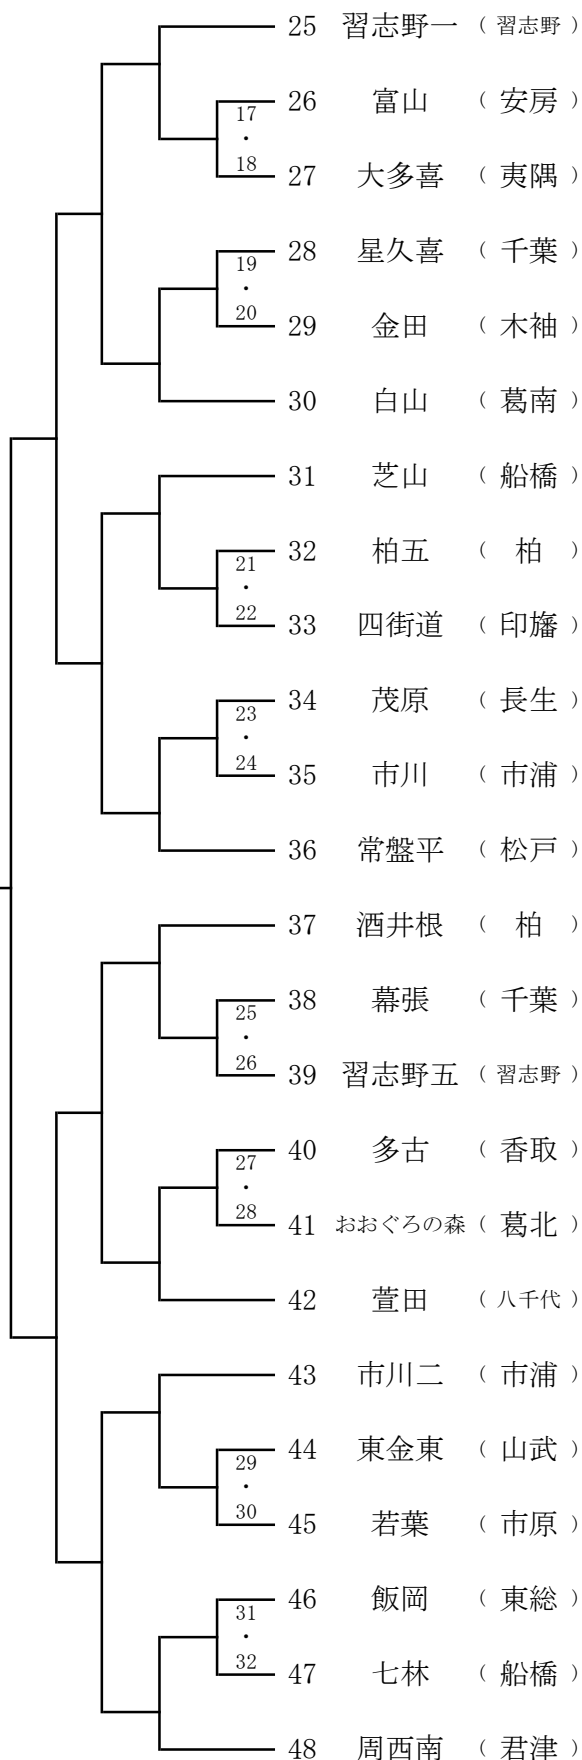 25 習志野一 ( 習志野 )
26 富山 ( 安房 )
17
・
18
27 大多喜 ( 夷隅 )
28 星久喜 ( 千葉 )
19
・
20
29 金田 ( 木袖 )
30 白山 ( 葛南 )
31 芝山 ( 船橋 )
32 柏五 ( 柏 )
21
・
22
33 四街道 ( 印旛 )
34 茂原 ( 長生 )
23
・
24
35 市川 ( 市浦 )
36 常盤平 ( 松戸 )
37 酒井根 ( 柏 )
38 幕張 ( 千葉 )
25
・
26
39 習志野五 ( 習志野 )
40 多古 ( 香取 )
27
・
28
41 おおぐろの森 ( 葛北 )
42 萱田 ( 八千代 )
43 市川二 ( 市浦 )
44 東金東 ( 山武 )
29
・
30
45 若葉 ( 市原 )
46 飯岡 ( 東総 )
31
・
32
47 七林 ( 船橋 )
48 周西南 ( 君津 )